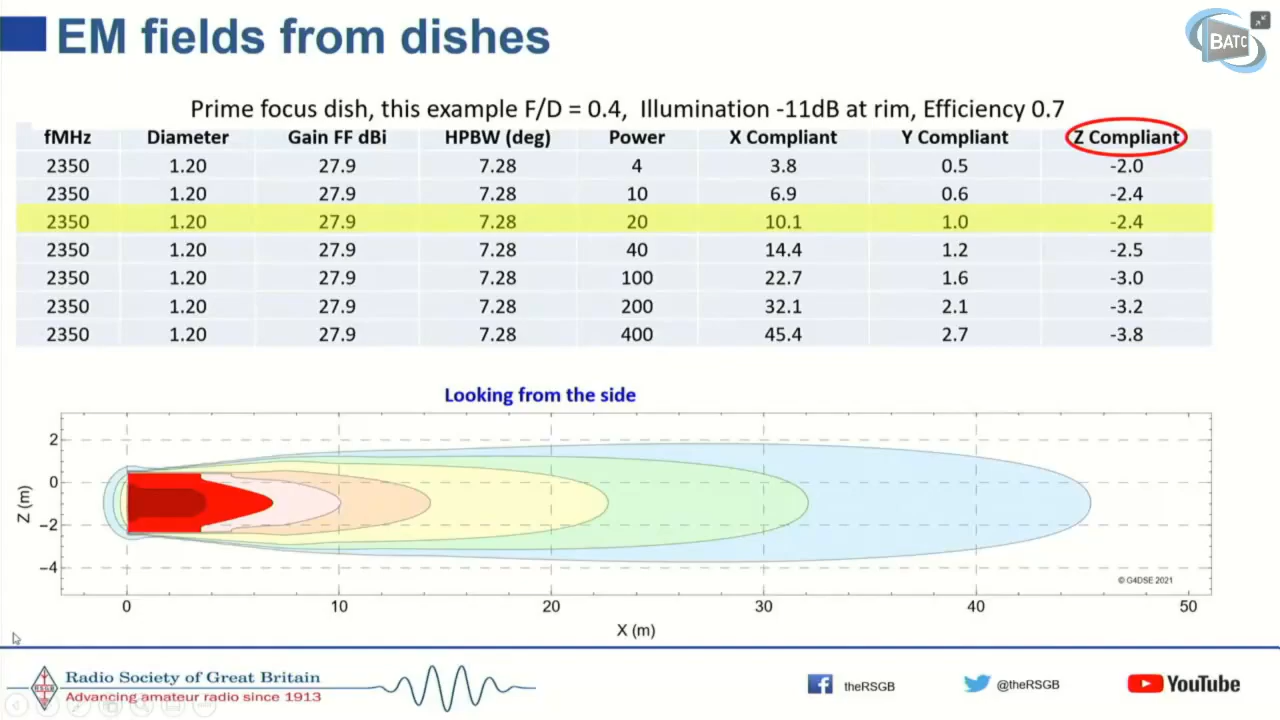 EM fields from dishes
BATC
Prime focus dish, this example F/D = 0.4, Illumination -11dB at rim, Efficiency 0.7
fMHz Diameter Gain FF dBi HPBW (deg) Power X Compliant Y Compliant Z Compliant
2350 1.20 27.9 7.28 4 3.8 0.5 -2.0
2350 1.20 27.9 7.28 10 6.9 0.6 -2.4
2350 1.20 27.9 7.28 20 10.1 1.0 -2.4
2350 1.20 27.9 7.28 40 14.4 1.2 -2.5
2350 1.20 27.9 7.28 100 22.7 1.6 -3.0
2350 1.20 27.9 7.28 200 32.1 2.1 -3.2
2350 1.20 27.9 7.28 400 45.4 2.7 -3.8
Looking from the side
2
0
−2
−4
Z (m)
© G4DSE 2021
0 10 20 30 40 50
X (m)
Radio Society of Great Britain
Advancing amateur radio since 1913
RSGB
theRSGB
@theRSGB
YouTube